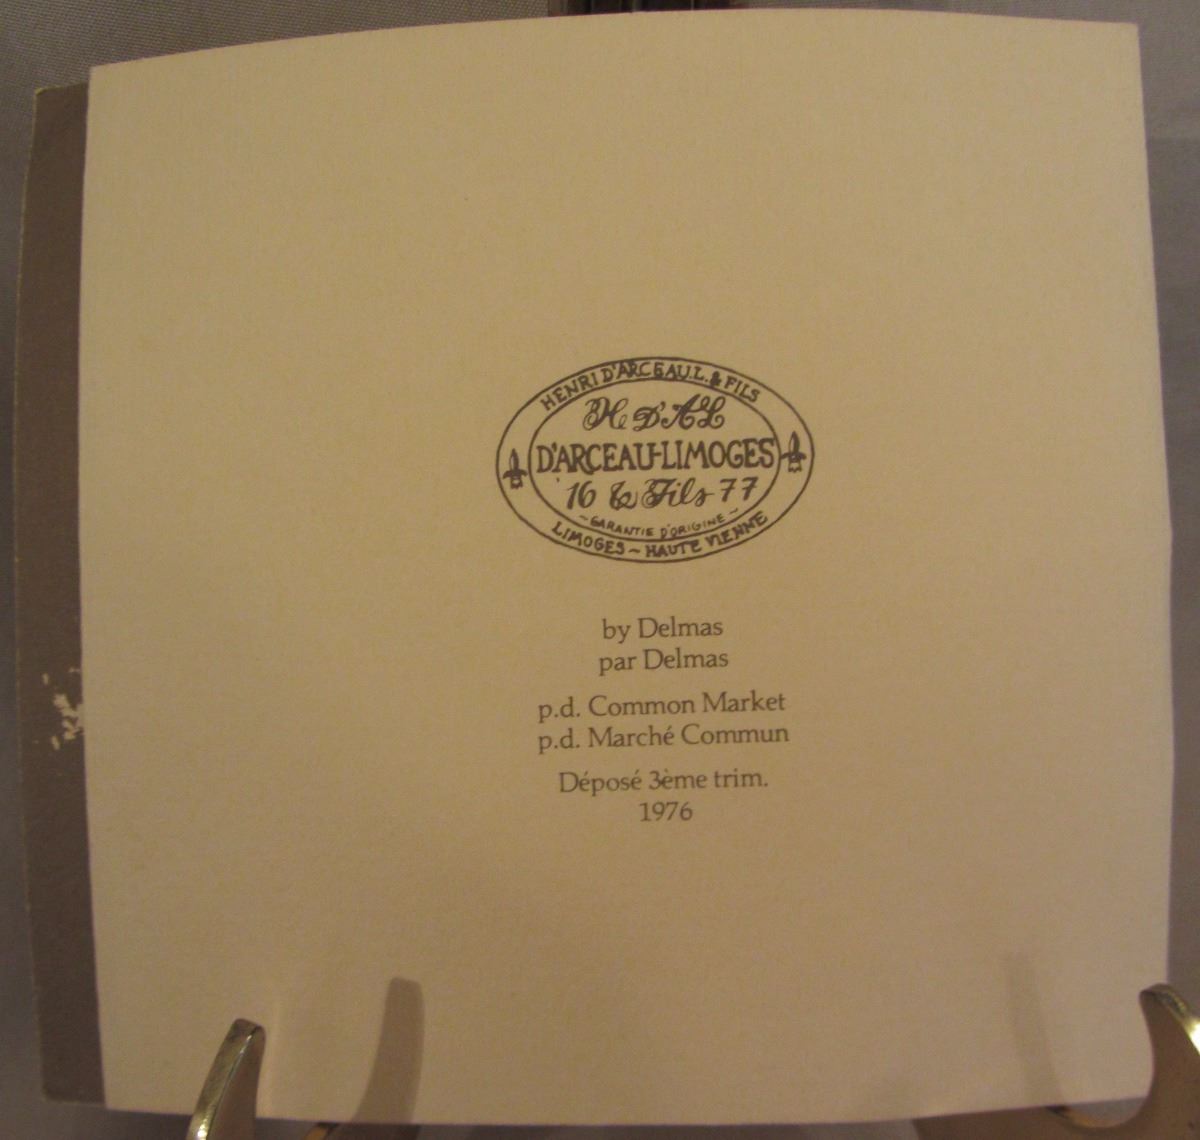 HENRI D'ARCEAU.L. & FILS
H D'AL
D'ARCEAU-LIMOGES
16 & Fils 77
~GARANTIE D'ORIGINE~
LIMOGES ~ HAUTE VIENNE
by Delmas
par Delmas
p.d. Common Market
p.d. Marché Commun
Déposé 3ème trim.
1976